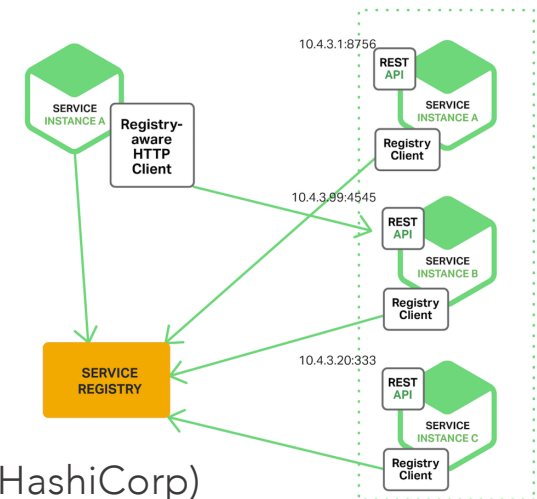 10.4.3.1:8756
REST
API
SERVICE
INSTANCE A
Registry
Client
SERVICE
INSTANCE A
Registry-
aware
HTTP
Client
10.4.3.99:4545
REST
API
SERVICE
INSTANCE B
Registry
Client
SERVICE
REGISTRY
10.4.3.20:333
REST
API
SERVICE
INSTANCE C
Registry
Client
HashiCorp)